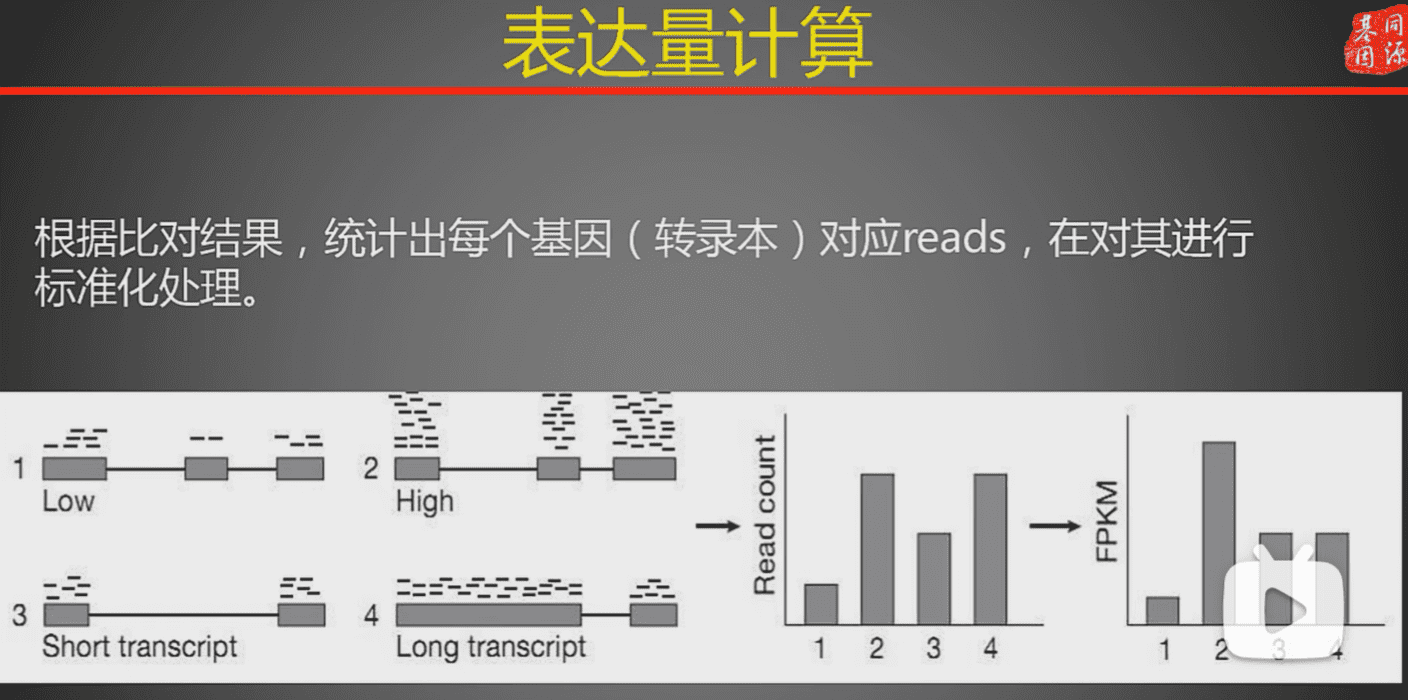 表达量计算
同源
基因
根据比对结果，统计出每个基因（转录本）对应reads，在对其进行
标准化处理。
1
Low
2
High
3
Short transcript
4
Long transcript
Read count
1 2 3 4
FPKM
1 2 3 4